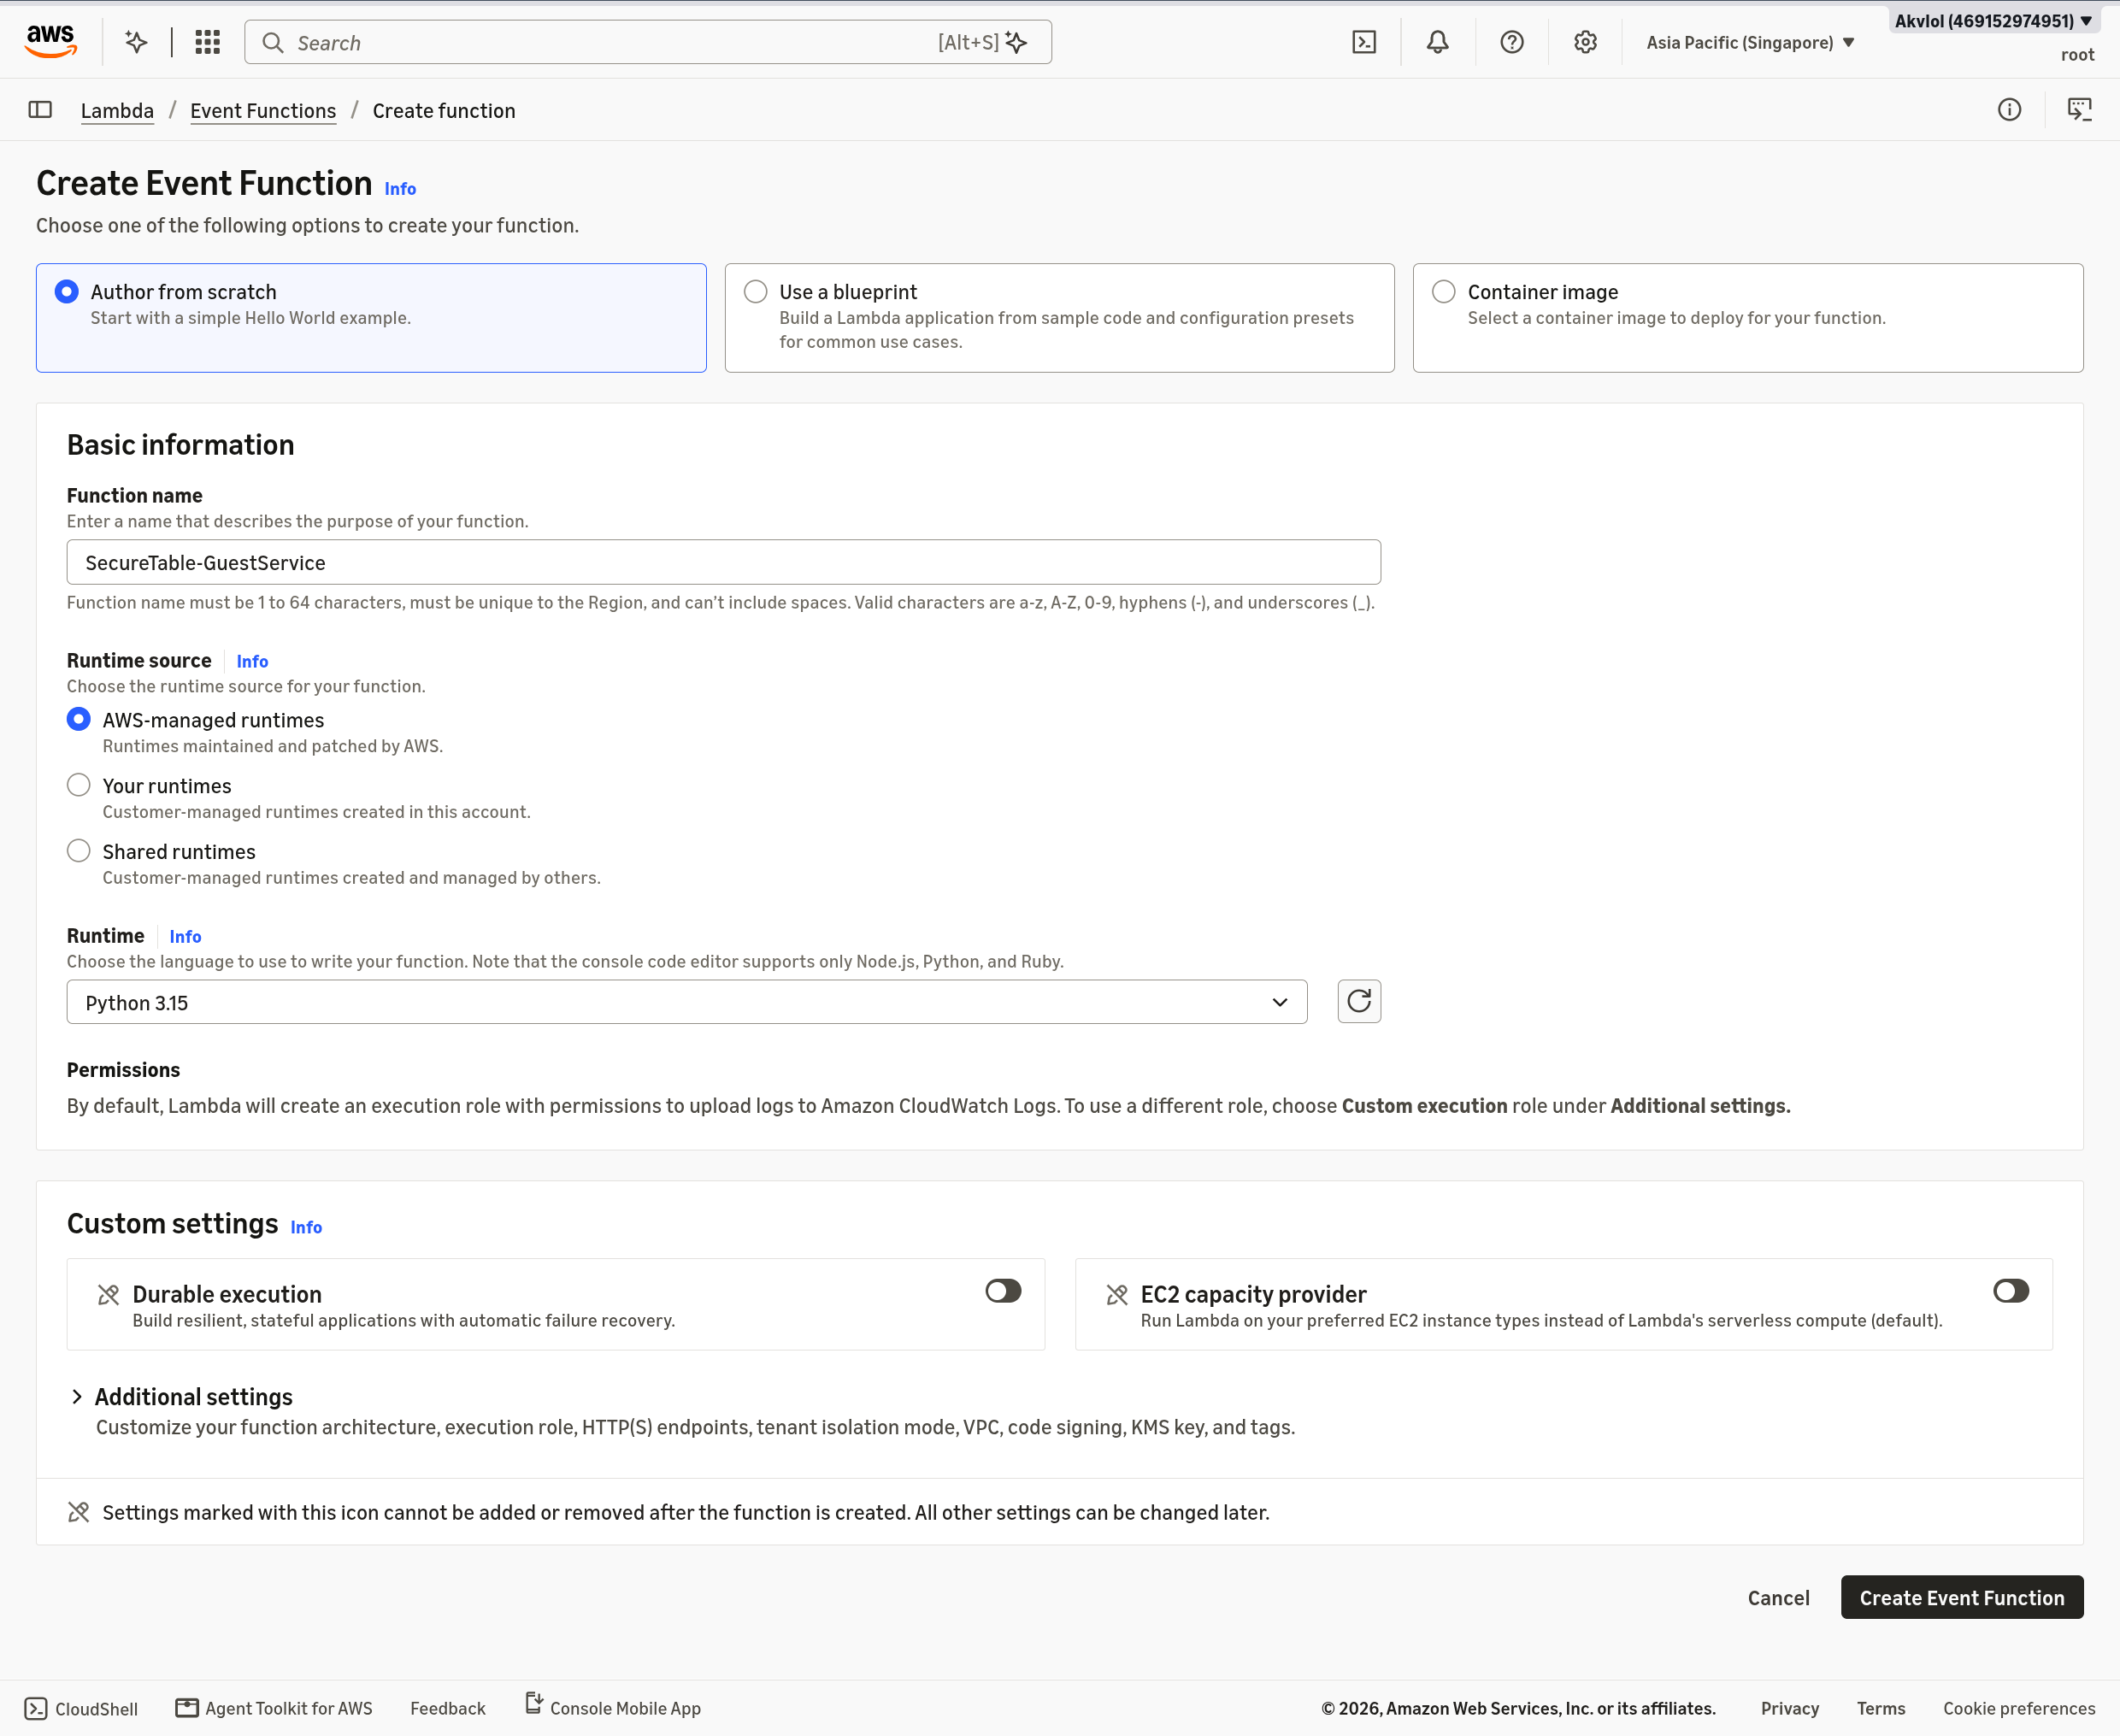 aws
Search
[Alt+S]
Asia Pacific (Singapore)
Akvlol (469152974951)
root
Lambda / Event Functions / Create function
Create Event Function Info
Choose one of the following options to create your function.
Author from scratch
Start with a simple Hello World example.
Use a blueprint
Build a Lambda application from sample code and configuration presets
for common use cases.
Container image
Select a container image to deploy for your function.
Basic information
Function name
Enter a name that describes the purpose of your function.
SecureTable-GuestService
Function name must be 1 to 64 characters, must be unique to the Region, and can't include spaces. Valid characters are a-z, A-Z, 0-9, hyphens (-), and underscores (_).
Runtime source Info
Choose the runtime source for your function.
AWS-managed runtimes
Runtimes maintained and patched by AWS.
Your runtimes
Customer-managed runtimes created in this account.
Shared runtimes
Customer-managed runtimes created and managed by others.
Runtime Info
Choose the language to use to write your function. Note that the console code editor supports only Node.js, Python, and Ruby.
Python 3.15
Permissions
By default, Lambda will create an execution role with permissions to upload logs to Amazon CloudWatch Logs. To use a different role, choose Custom execution role under Additional settings.
Custom settings Info
Durable execution
Build resilient, stateful applications with automatic failure recovery.
EC2 capacity provider
Run Lambda on your preferred EC2 instance types instead of Lambda's serverless compute (default).
Additional settings
Customize your function architecture, execution role, HTTP(S) endpoints, tenant isolation mode, VPC, code signing, KMS key, and tags.
Settings marked with this icon cannot be added or removed after the function is created. All other settings can be changed later.
Cancel
Create Event Function
CloudShell
Agent Toolkit for AWS
Feedback
Console Mobile App
© 2026, Amazon Web Services, Inc. or its affiliates.
Privacy
Terms
Cookie preferences